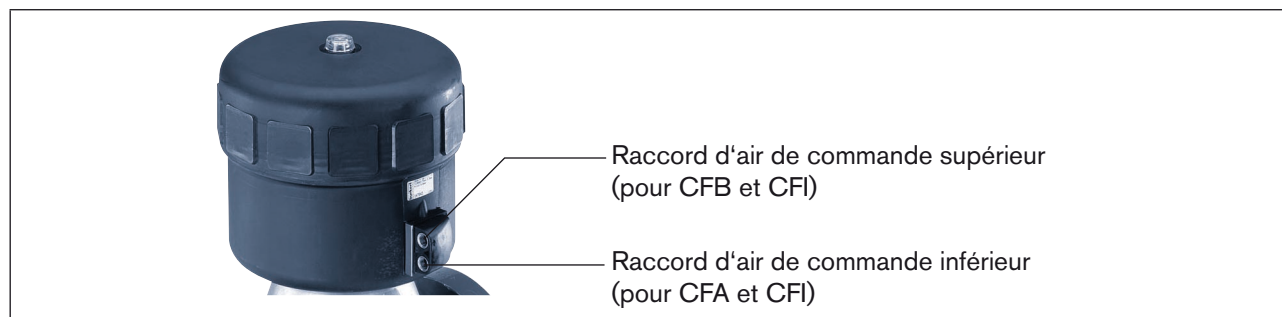 Raccord d‘air de commande supérieur
(pour CFB et CFI)
Raccord d‘air de commande inférieur
(pour CFA et CFI)